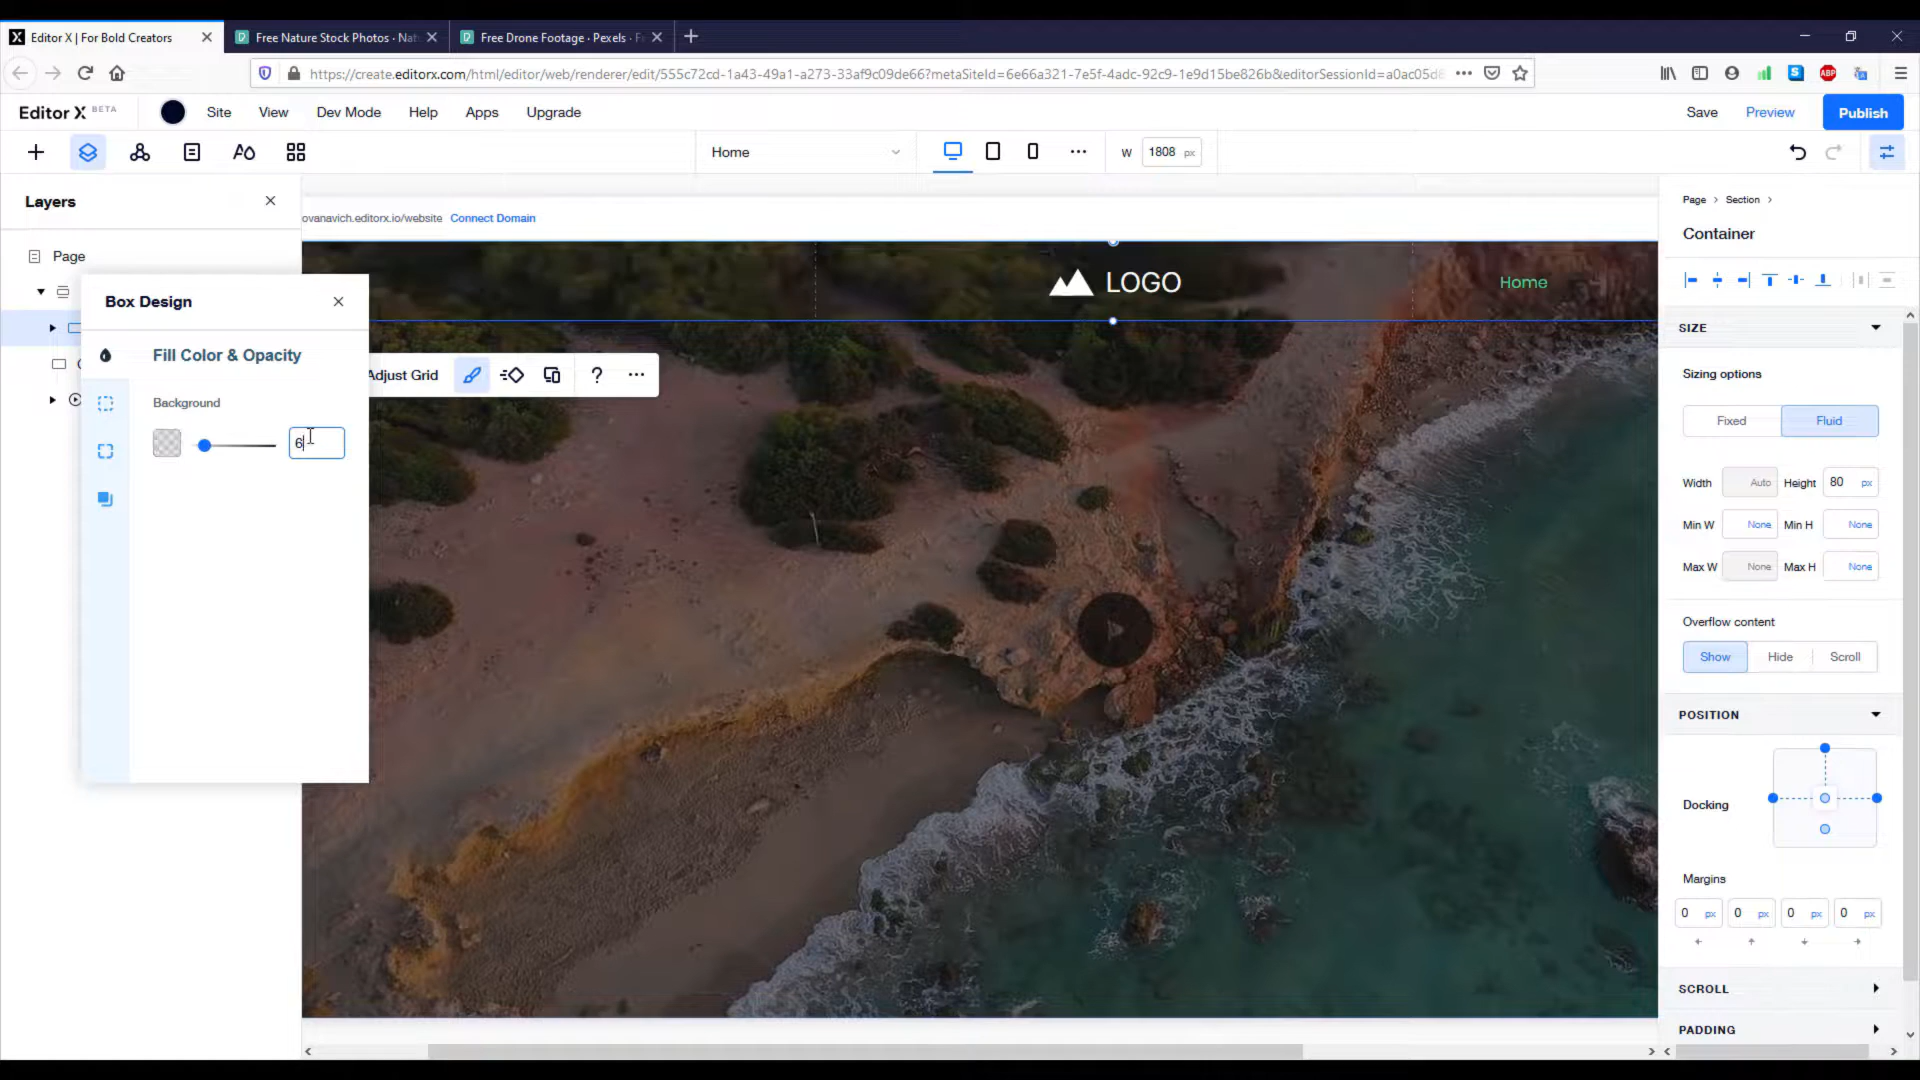 Editor X | For Bold Creators
Free Nature Stock Photos · Nat
Free Drone Footage · Pexels · F
https://create.editorx.com/html/editor/web/renderer/edit/555c72cd-1a43-49a1-a273-33af9c09de66?metaSiteId=6e66a321-7e5f-4adc-92c9-1e9d15be826b&editorSessionId=a0ac05d8
S
ABP
Editor X BETA
Site View Dev Mode Help Apps Upgrade
Save Preview Publish
Home
W 1808 px
Layers
ovanavich.editorx.io/website Connect Domain
Page > Section >
Container
Page
LOGO
Home
Box Design
Fill Color & Opacity
Adjust Grid
?
Background
6
SIZE
Sizing options
Fixed Fluid
Width Auto Height 80 px
Min W None Min H None
Max W None Max H None
Overflow content
Show Hide Scroll
POSITION
Docking
Margins
0 px 0 px 0 px 0 px
SCROLL
PADDING